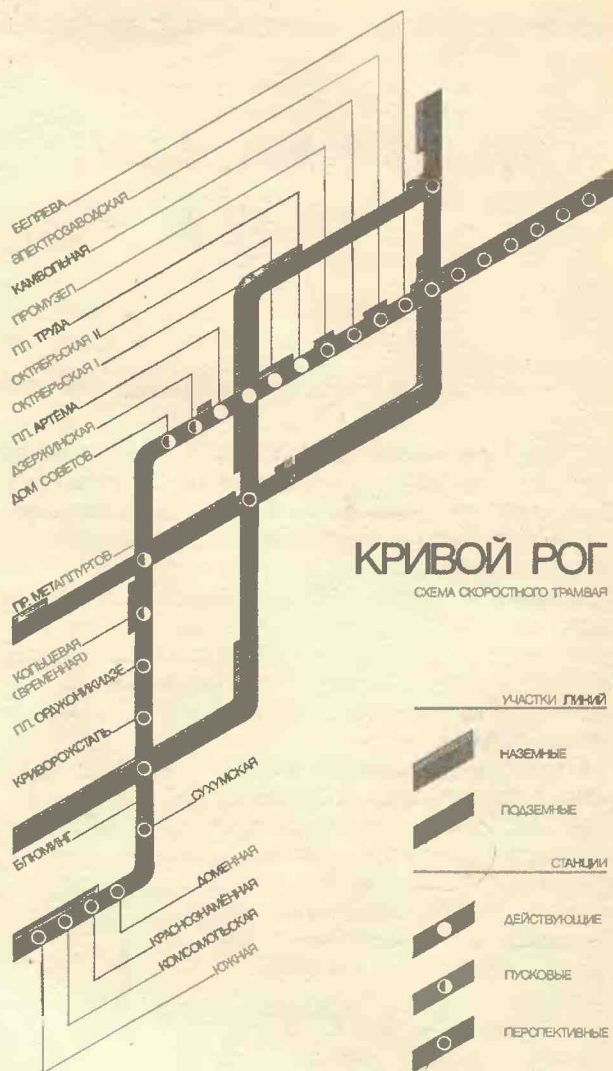 БЕЛЯЕВА
ЭЛЕКТРОЗАВОДСКАЯ
КАМВОЛЬНАЯ
ПРОМУЗЕЛ
ПЛ. ТРУДА
ОКТЯБРЬСКАЯ II
ОКТЯБРЬСКАЯ I
ПЛ. АРТЁМА
ДЗЕРЖИНСКАЯ
ДОМ СОВЕТОВ
ПР. МЕТАЛЛУРГОВ
КОЛЬЦЕВАЯ
(ВРЕМЕННАЯ)
ПЛ. ОРДЖОНИКИДЗЕ
КРИВОРОЖСТАЛЬ
БЛЮМИНГ
СУХУМСКАЯ
ДОМЕННАЯ
КРАСНОЗНАМЁННАЯ
КОМСОМОЛЬСКАЯ
ЮЖНАЯ
КРИВОЙ РОГ
СХЕМА СКОРОСТНОГО ТРАМВАЯ
УЧАСТКИ ЛИНИЙ
НАЗЕМНЫЕ
ПОДЗЕМНЫЕ
СТАНЦИИ
ДЕЙСТВУЮЩИЕ
ПУСКОВЫЕ
ПЕРСПЕКТИВНЫЕ